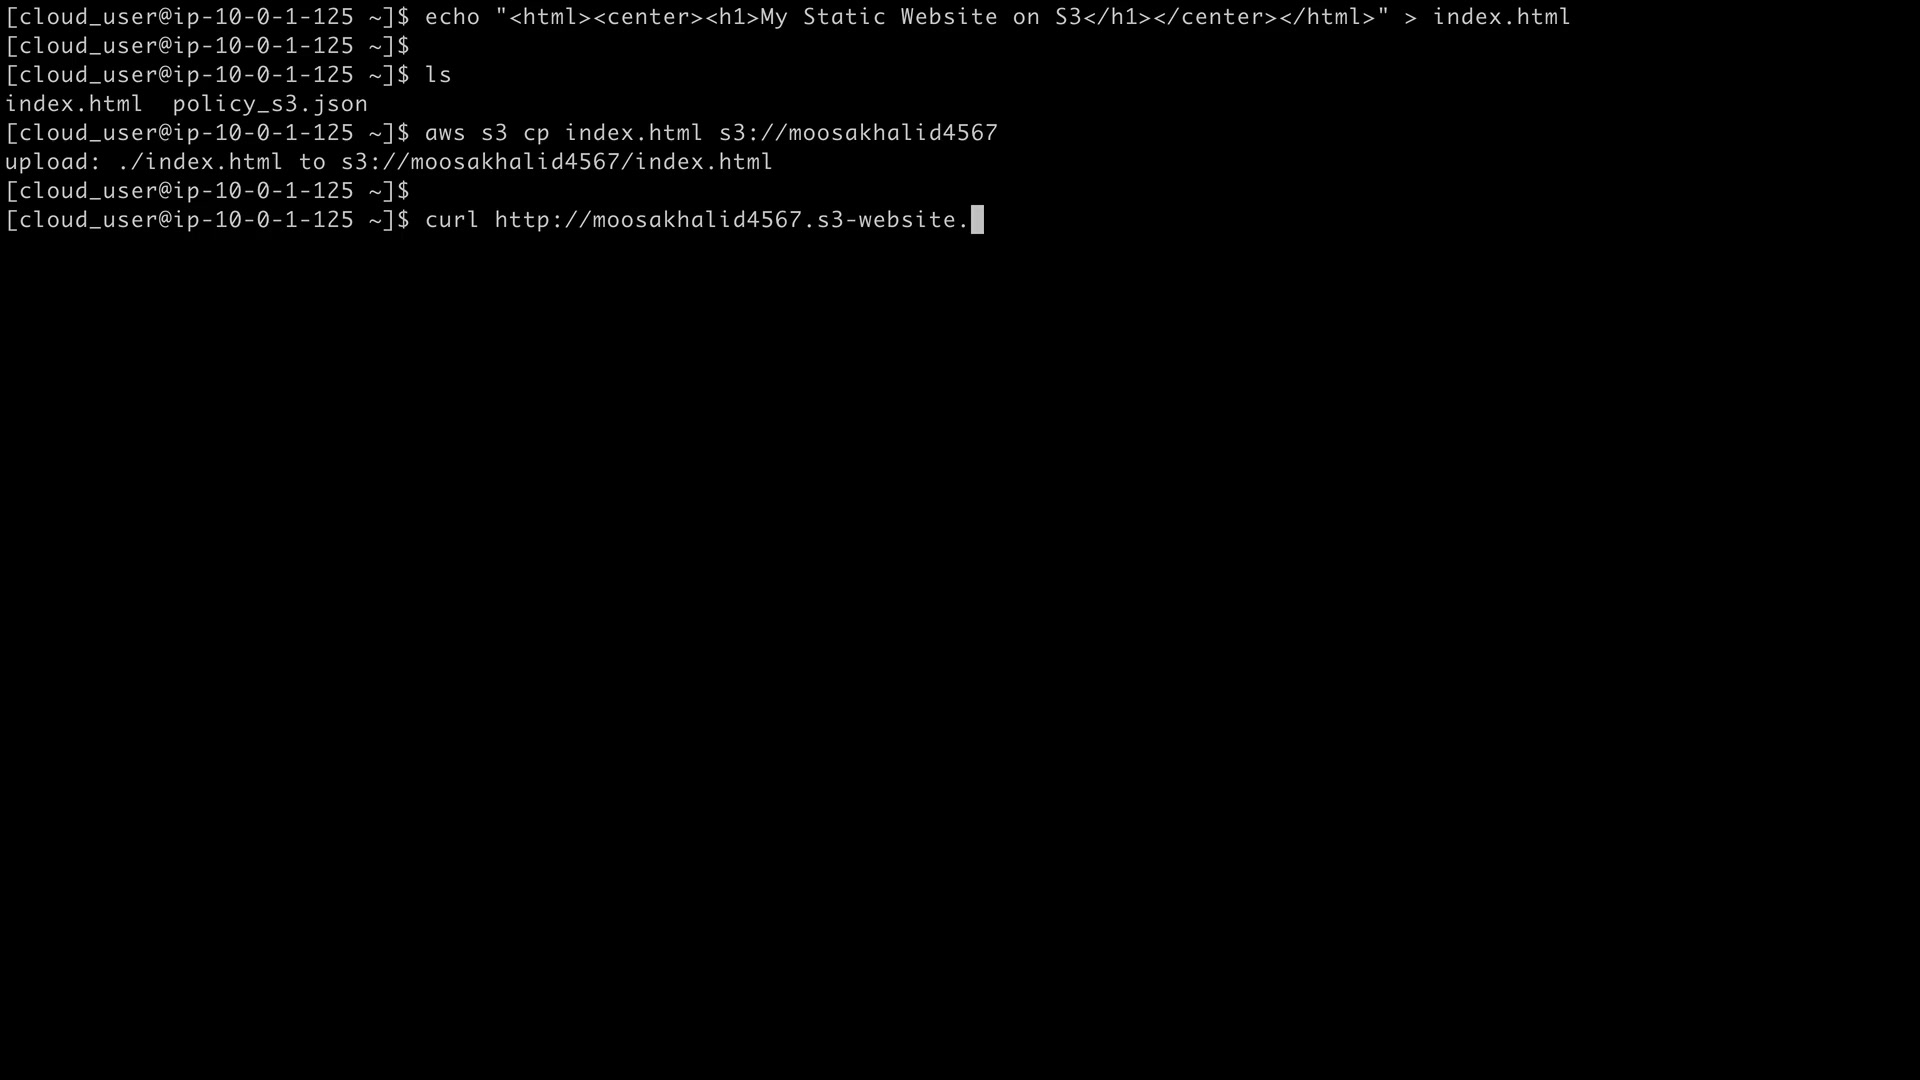 [cloud_user@ip-10-0-1-125 ~]$ echo "<html><center><h1>My Static Website on S3</h1></center></html>" > index.html
[cloud_user@ip-10-0-1-125 ~]$
[cloud_user@ip-10-0-1-125 ~]$ ls
index.html  policy_s3.json
[cloud_user@ip-10-0-1-125 ~]$ aws s3 cp index.html s3://moosakhalid4567
upload: ./index.html to s3://moosakhalid4567/index.html
[cloud_user@ip-10-0-1-125 ~]$
[cloud_user@ip-10-0-1-125 ~]$ curl http://moosakhalid4567.s3-website.